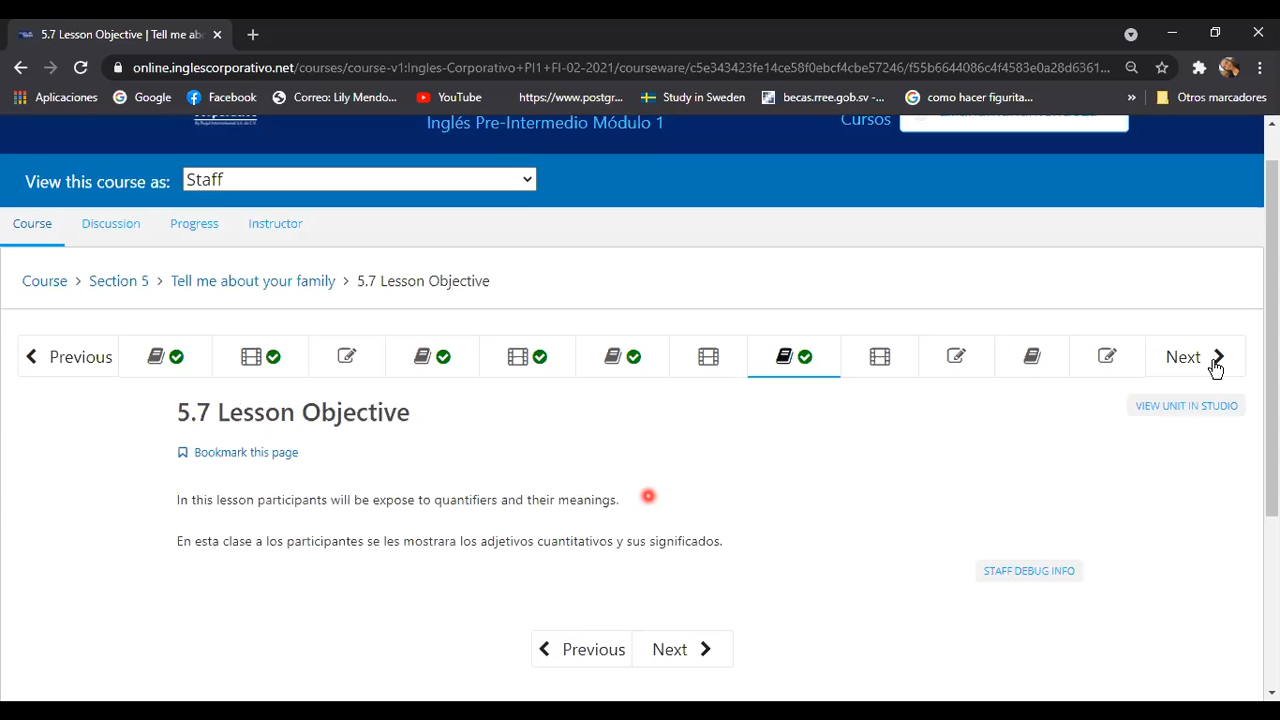 5.7 Lesson Objective | Tell me abo
online.inglescorporativo.net/courses/course-v1:Ingles-Corporativo+PI1+FI-02-2021/courseware/c5e343423fe14ce58f0ebcf4cbe57246/f55b6644086c4f4583e0a28d6361...
Aplicaciones Google Facebook Correo: Lily Mendo... YouTube https://www.postgr... Study in Sweden becas.rree.gob.sv -... como hacer figurita... » Otros marcadores
Inglés Pre-Intermedio Módulo 1 Cursos
View this course as: Staff
Course Discussion Progress Instructor
Course > Section 5 > Tell me about your family > 5.7 Lesson Objective
Previous Next
5.7 Lesson Objective
VIEW UNIT IN STUDIO
Bookmark this page
In this lesson participants will be expose to quantifiers and their meanings.
En esta clase a los participantes se les mostrara los adjetivos cuantitativos y sus significados.
STAFF DEBUG INFO
Previous Next